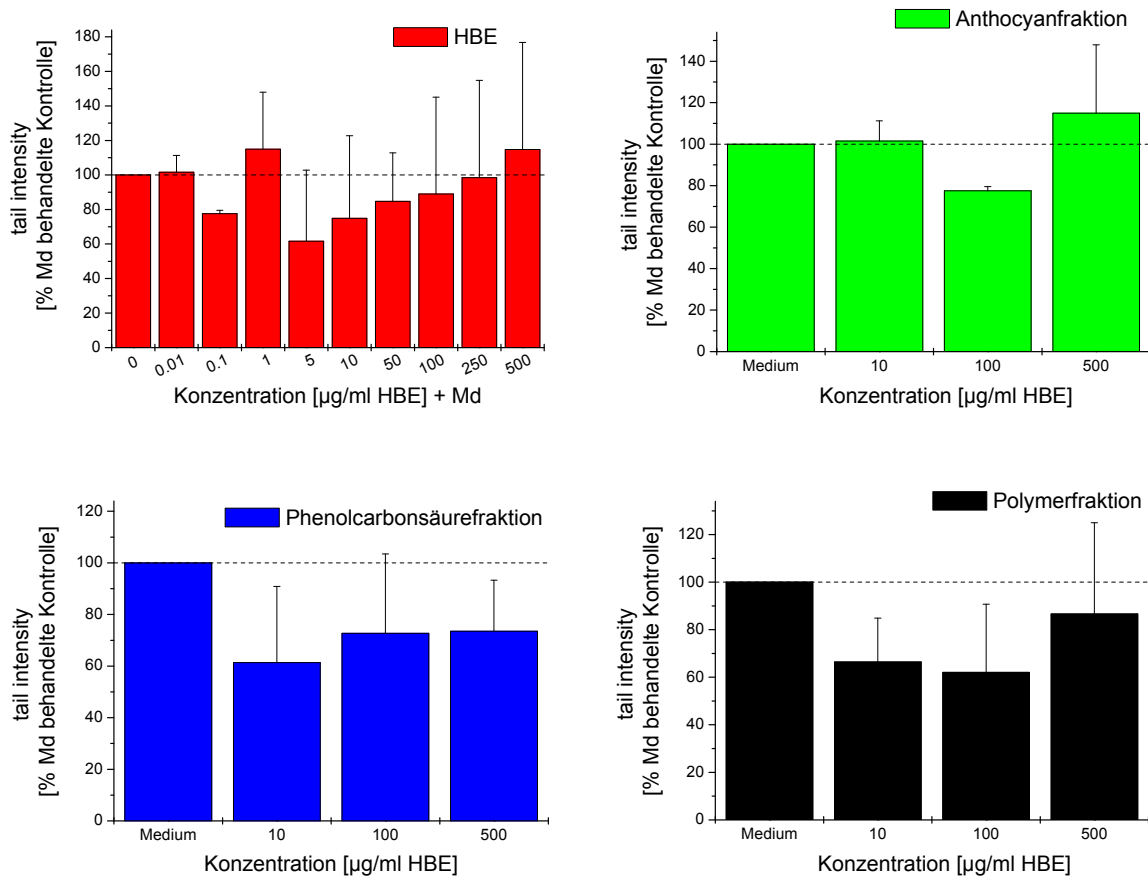 HBE
180
160
140
120
100
80
60
40
20
0
tail intensity
[% Md behandelte Kontrolle]
0 0.01 0.1 1 5 10 50 100 250 500
Konzentration [µg/ml HBE] + Md
Anthocyanfraktion
140
120
100
80
60
40
20
0
tail intensity
[% Md behandelte Kontrolle]
Medium 10 100 500
Konzentration [µg/ml HBE]
Phenolcarbonsäurefraktion
120
100
80
60
40
20
0
tail intensity
[% Md behandelte Kontrolle]
Medium 10 100 500
Konzentration [µg/ml HBE]
Polymerfraktion
120
100
80
60
40
20
0
tail intensity
[% Md behandelte Kontrolle]
Medium 10 100 500
Konzentration [µg/ml HBE]